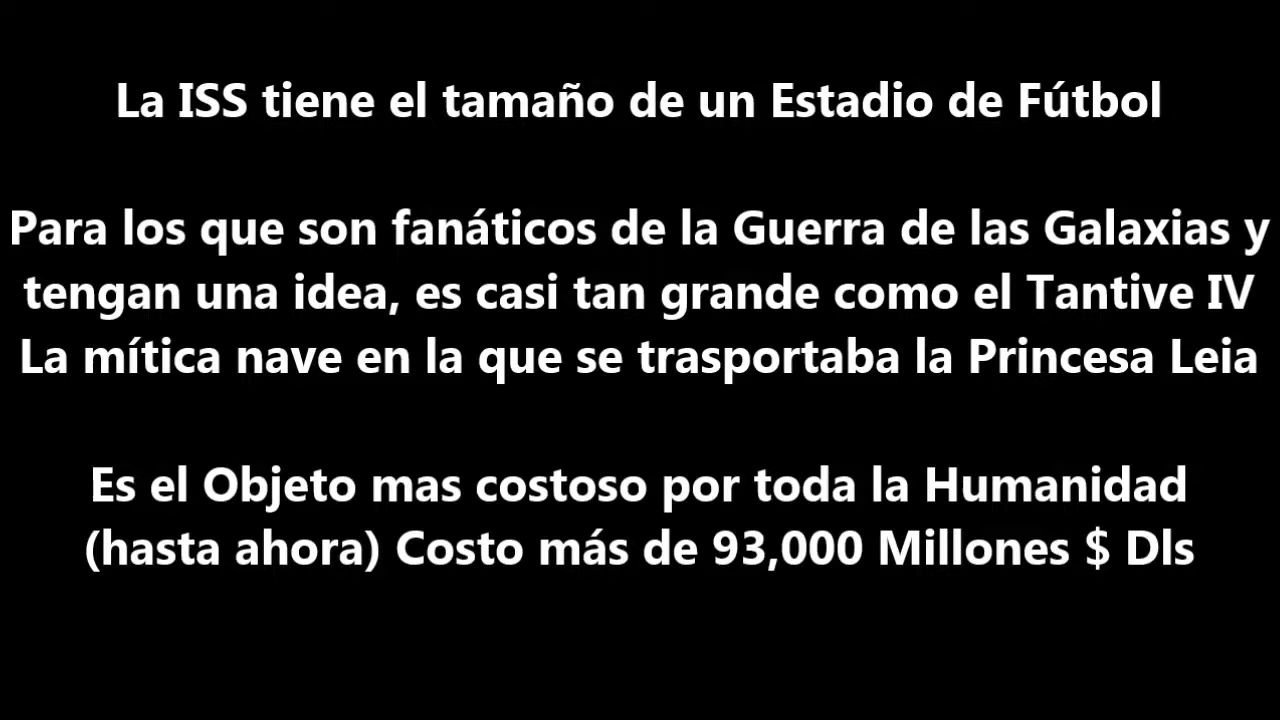 La ISS tiene el tamaño de un Estadio de Fútbol
Para los que son fanáticos de la Guerra de las Galaxias y
tengan una idea, es casi tan grande como el Tantive IV
La mítica nave en la que se trasportaba la Princesa Leia
Es el Objeto mas costoso por toda la Humanidad
(hasta ahora) Costo más de 93,000 Millones $ Dls